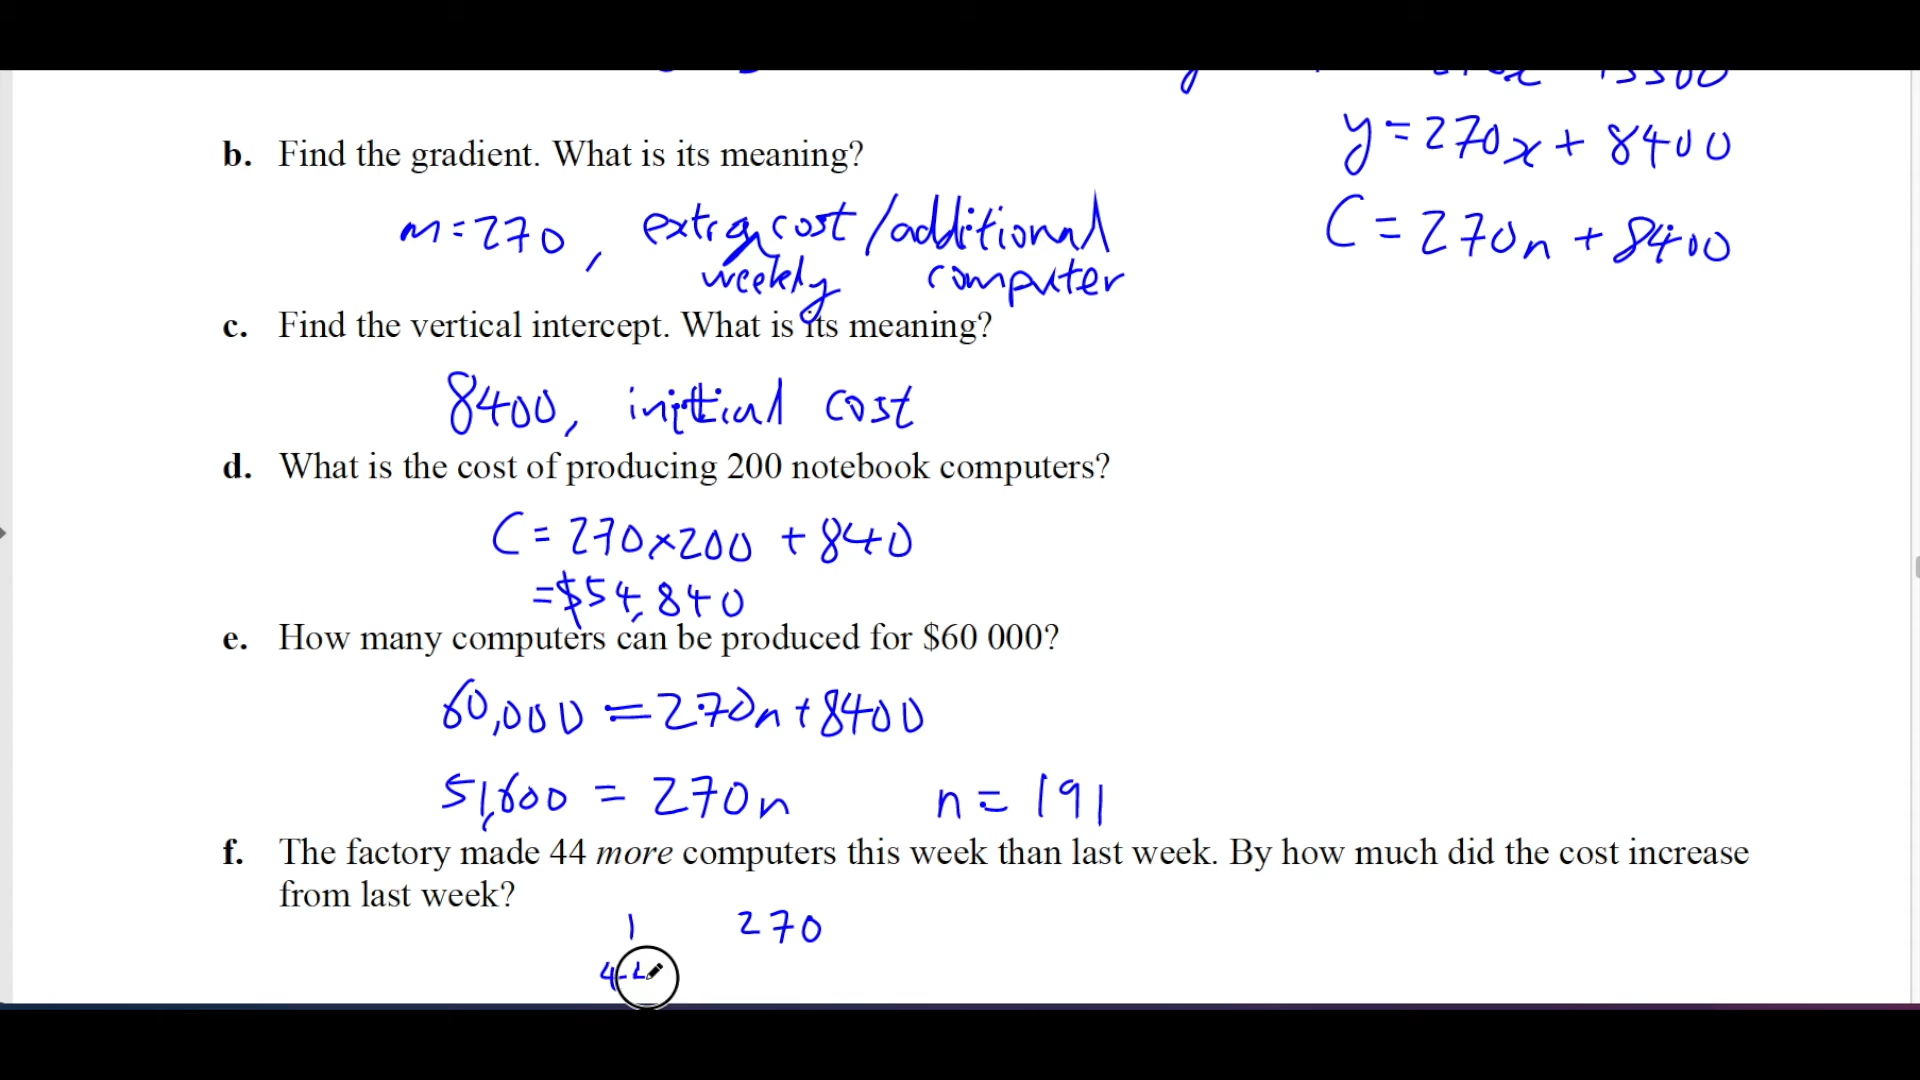 y = 270x + 8400
b. Find the gradient. What is its meaning?
m = 270, extra cost / additional
weekly computer
C = 270n + 8400
c. Find the vertical intercept. What is its meaning?
8400, initial cost
d. What is the cost of producing 200 notebook computers?
C = 270 × 200 + 840
= $54,840
e. How many computers can be produced for $60 000?
60,000 = 270n + 8400
51,600 = 270n n = 191
f. The factory made 44 more computers this week than last week. By how much did the cost increase
from last week?
1 270
44